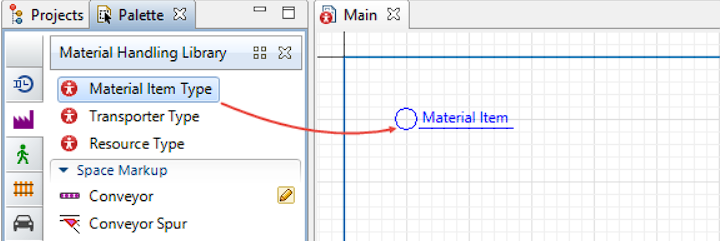 Projects
Palette
Main
Material Handling Library
Material Item Type
Transporter Type
Resource Type
Space Markup
Conveyor
Conveyor Spur
Material Item